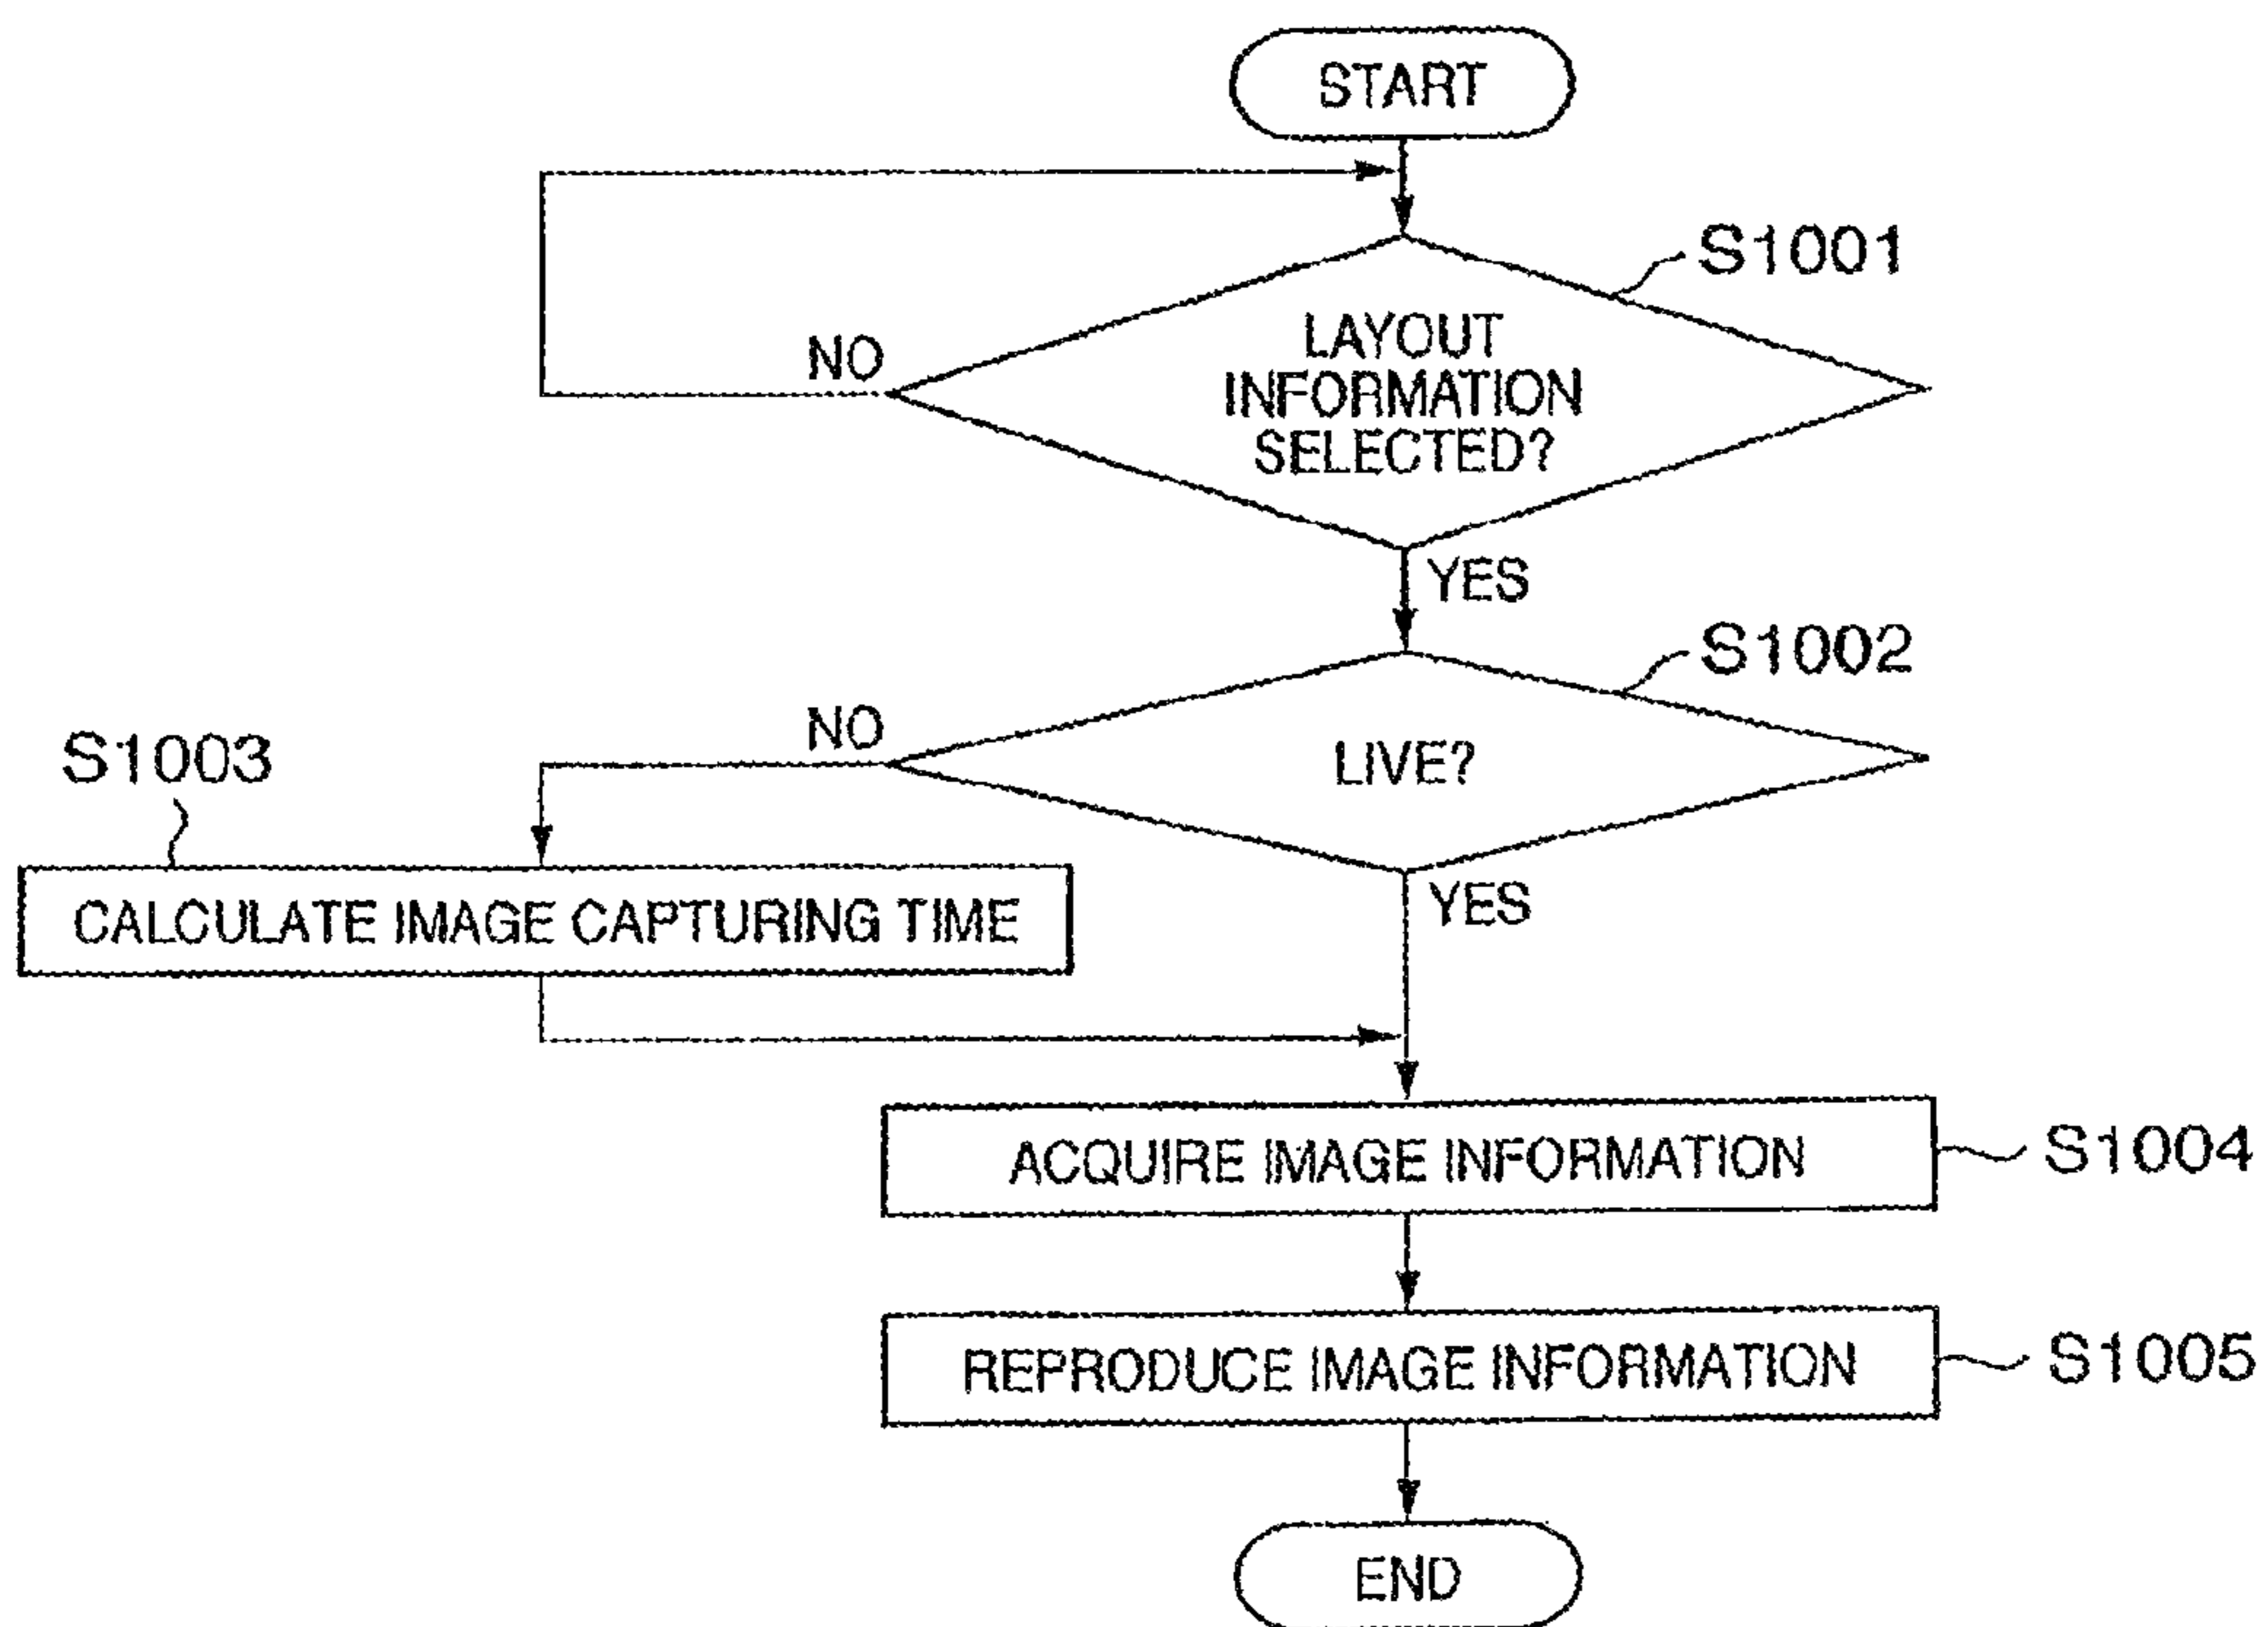 START
S1001
NO
LAYOUT
INFORMATION
SELECTED?
YES
S1002
NO
LIVE?
S1003
YES
CALCULATE IMAGE CAPTURING TIME
ACQUIRE IMAGE INFORMATION
S1004
REPRODUCE IMAGE INFORMATION
S1005
END